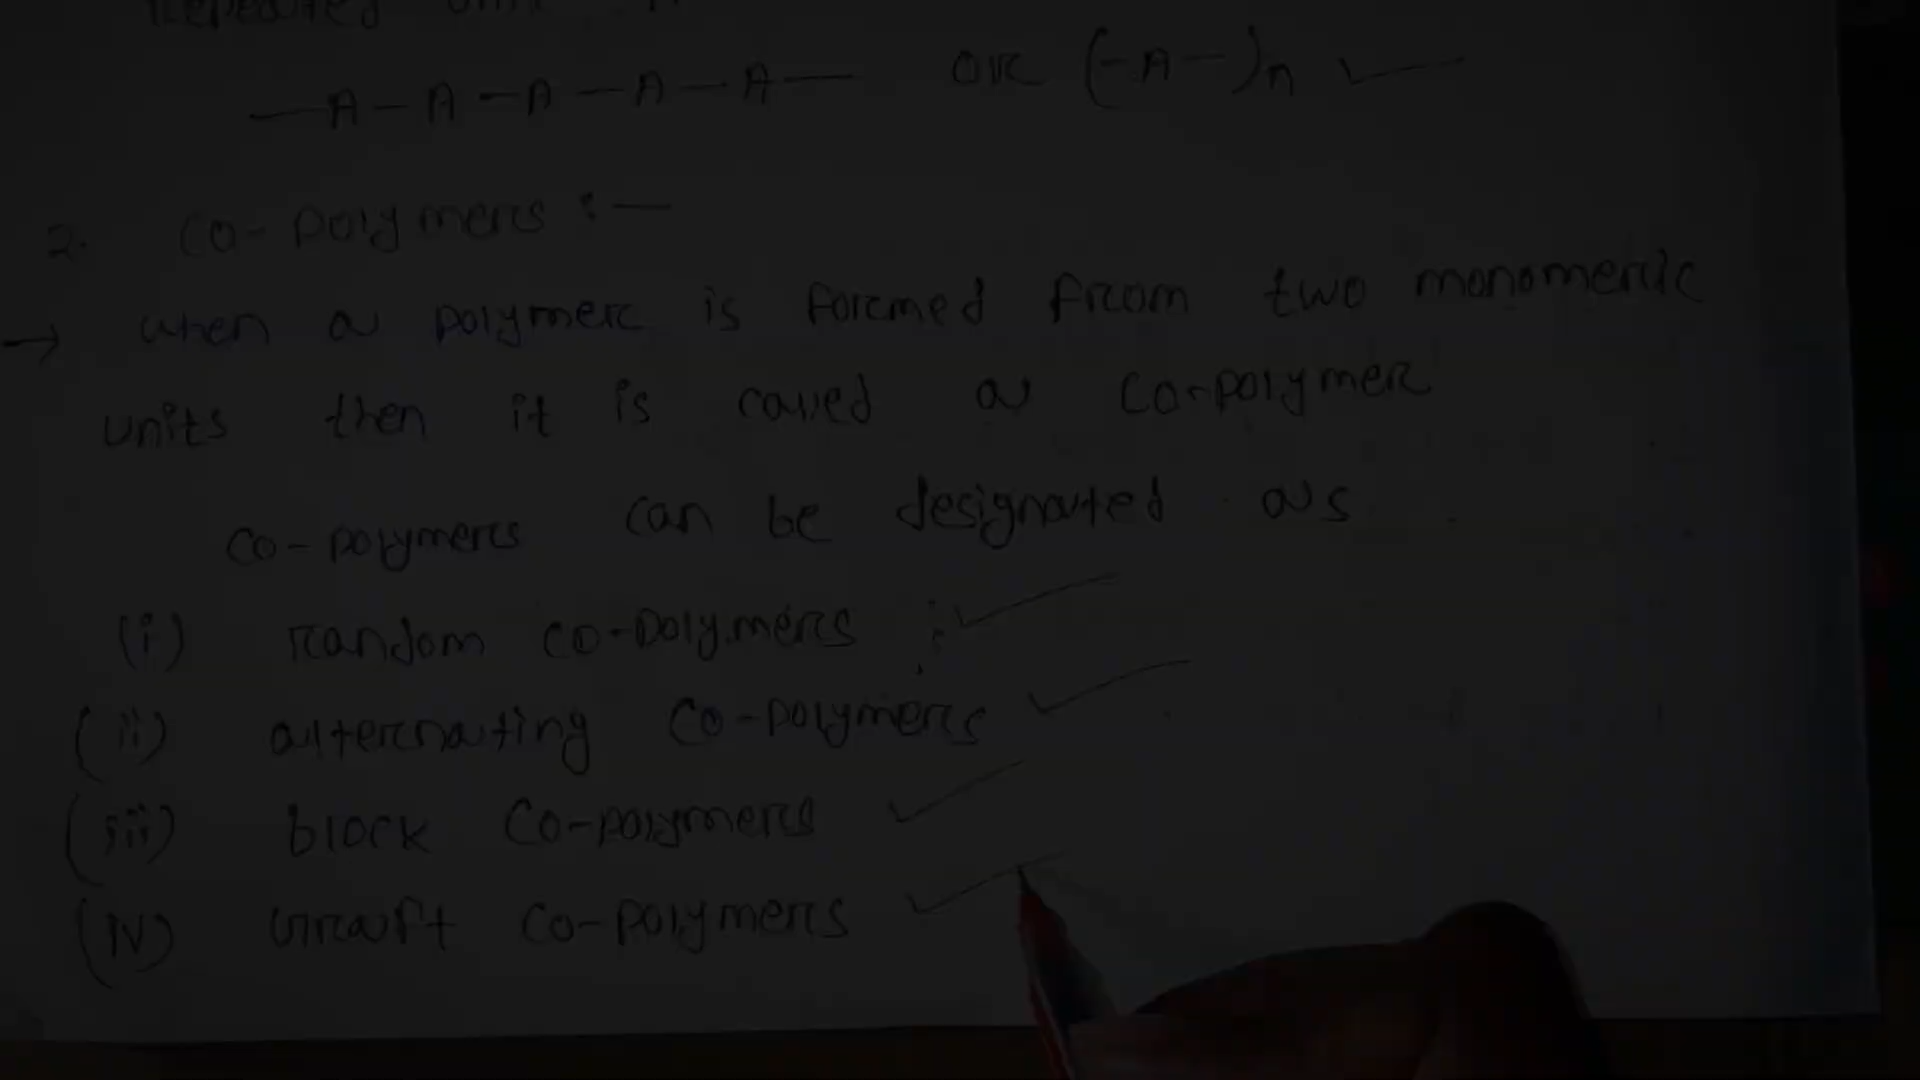 Repeated unit
—A–A–A–A–A— or (-A-)n
2. Co-polymers :—
→ when a polymer is formed from two monomeric
units then it is called a co-polymer
Co-polymers can be designated as
(i) random co-polymers :
(ii) alternating co-polymers
(iii) block co-polymers
(iv) Graft co-polymers